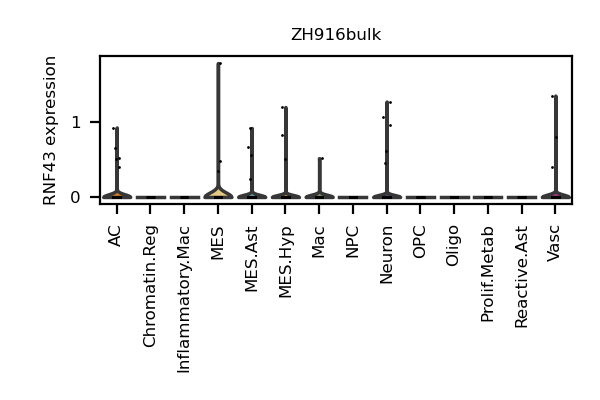 ZH916bulk
RNF43 expression
1
0
AC
Chromatin.Reg
Inflammatory.Mac
MES
MES.Ast
MES.Hyp
Mac
NPC
Neuron
OPC
Oligo
Prolif.Metab
Reactive.Ast
Vasc